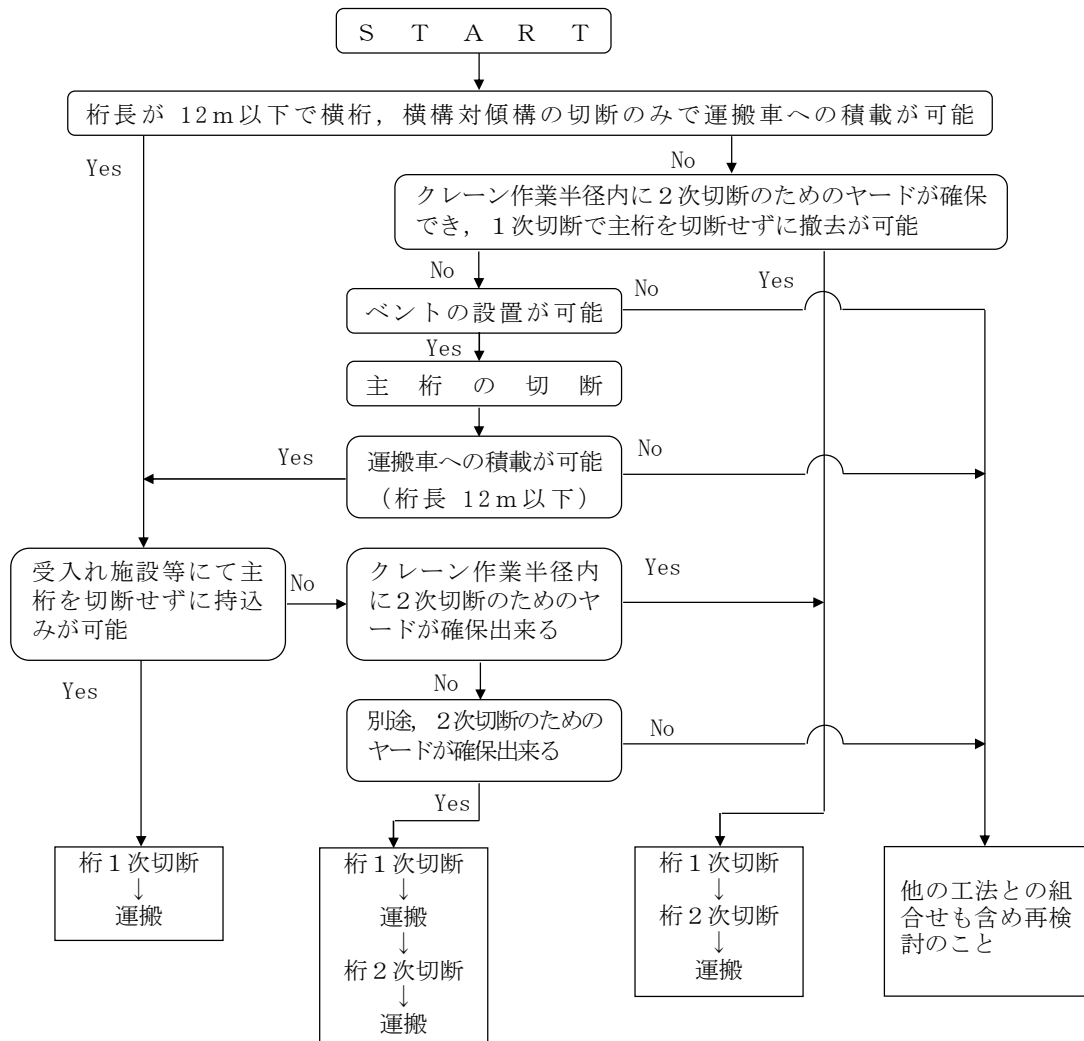 ＳＴＡＲＴ
桁長が 12ｍ以下で横桁，横構対傾構の切断のみで運搬車への積載が可能
Yes
No
クレーン作業半径内に２次切断のためのヤードが確保
でき，１次切断で主桁を切断せずに撤去が可能
No
Yes
ベントの設置が可能
No
Yes
主桁の切断
運搬車への積載が可能
（桁長 12ｍ以下）
Yes
No
受入れ施設等にて主
桁を切断せずに持込
みが可能
No
クレーン作業半径内
に２次切断のためのヤ
ードが確保出来る
Yes
Yes
No
別途，２次切断のための
ヤードが確保出来る
No
Yes
桁１次切断
↓
運搬
桁１次切断
↓
運搬
↓
桁２次切断
↓
運搬
桁１次切断
↓
桁２次切断
↓
運搬
他の工法との組
合せも含め再検
討のこと